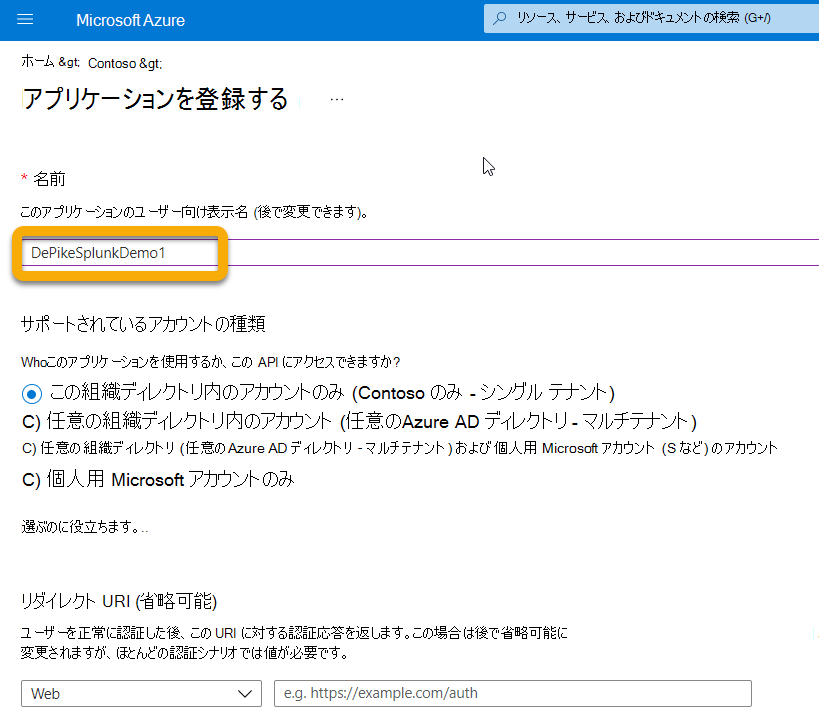 Microsoft Azure
リソース、サービス、およびドキュメントの検索 (G+/)
ホーム &gt; Contoso &gt;
アプリケーションを登録する ...
* 名前
このアプリケーションのユーザー向け表示名 (後で変更できます)。
DePikeSplunkDemo1
サポートされているアカウントの種類
Whoこのアプリケーションを使用するか、この API にアクセスできますか?
この組織ディレクトリ内のアカウントのみ (Contoso のみ - シングル テナント)
C) 任意の組織ディレクトリ内のアカウント (任意のAzure AD ディレクトリ - マルチテナント)
C) 任意の組織ディレクトリ (任意のAzure AD ディレクトリ - マルチテナント) および個人用 Microsoft アカウント (S など) のアカウント
C) 個人用 Microsoft アカウントのみ
選ぶのに役立ちます。..
リダイレクト URI (省略可能)
ユーザーを正常に認証した後、この URI に対する認証応答を返します。この場合は後で省略可能に
変更されますが、ほとんどの認証シナリオでは値が必要です。
Web
e.g. https://example.com/auth